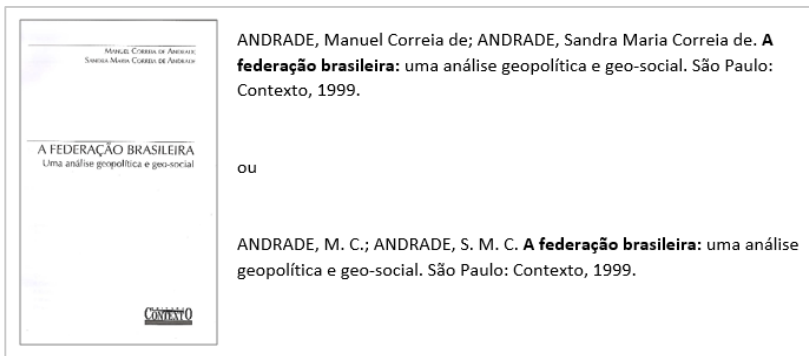 MANUEL CORREIA DE ANDRADE
SANDRA MARIA CORREIA DE ANDRADE
A FEDERAÇÃO BRASILEIRA
Uma análise geopolítica e geo-social
CONTEXTO
ANDRADE, Manuel Correia de; ANDRADE, Sandra Maria Correia de. A
federação brasileira: uma análise geopolítica e geo-social. São Paulo:
Contexto, 1999.
ou
ANDRADE, M. C.; ANDRADE, S. M. C. A federação brasileira: uma análise
geopolítica e geo-social. São Paulo: Contexto, 1999.